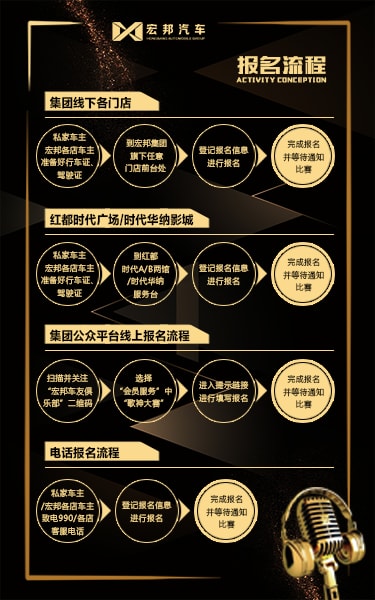 宏邦汽车
HONGBANG AUTOMOBILE GROUP
报名流程
ACTIVITY CONCEPTION
集团线下各门店
私家车主
宏邦各店车主
准备好行车证、
驾驶证
到宏邦集团
旗下任意
门店前台处
登记报名信息
进行报名
完成报名
并等待通知
比赛
红都时代广场/时代华纳影城
私家车主
宏邦各店车主
准备好行车证、
驾驶证
到红都
时代A/B两馆
/时代华纳
服务台
登记报名信息
进行报名
完成报名
并等待通知
比赛
集团公众平台线上报名流程
扫描并关注
“宏邦车友俱
乐部”二维码
选择
“会员服务”中
“歌神大赛”
进入提示链接
进行填写报名
完成报名
并等待通知
比赛
电话报名流程
私家车主
/宏邦各店车主
致电990/各店
客服电话
登记报名信息
进行报名
完成报名
并等待通知
比赛